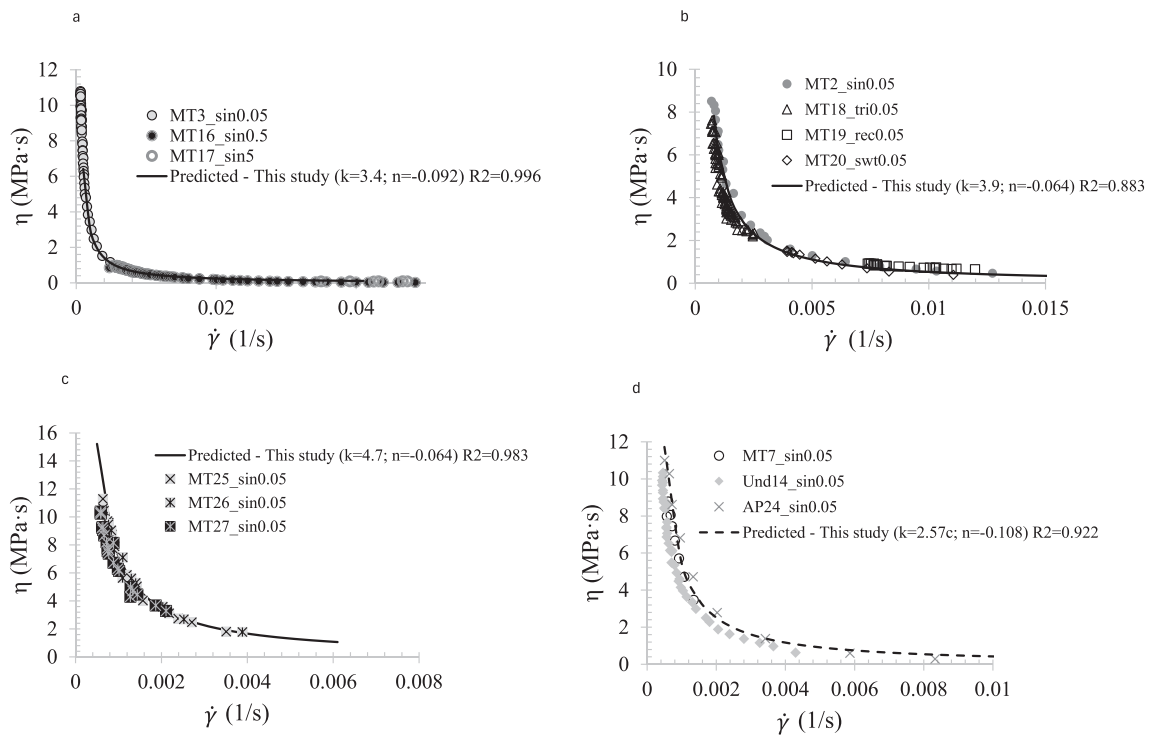 a
12
10
8
6
4
2
0
η (MPa·s)
MT3_sin0.05
MT16_sin0.5
MT17_sin5
Predicted - This study (k=3.4; n=-0.092) R2=0.996
0
0.02
0.04
γ̇ (1/s)
b
10
8
6
4
2
0
η (MPa·s)
MT2_sin0.05
MT18_tri0.05
MT19_rec0.05
MT20_swt0.05
Predicted - This study (k=3.9; n=-0.064) R2=0.883
0
0.005
0.01
0.015
γ̇ (1/s)
c
16
14
12
10
8
6
4
2
0
η (MPa·s)
Predicted - This study (k=4.7; n=-0.064) R2=0.983
MT25_sin0.05
MT26_sin0.05
MT27_sin0.05
0
0.002
0.004
0.006
0.008
γ̇ (1/s)
d
12
10
8
6
4
2
0
η (MPa·s)
MT7_sin0.05
Und14_sin0.05
AP24_sin0.05
Predicted - This study (k=2.57c; n=-0.108) R2=0.922
0
0.002
0.004
0.006
0.008
0.01
γ̇ (1/s)